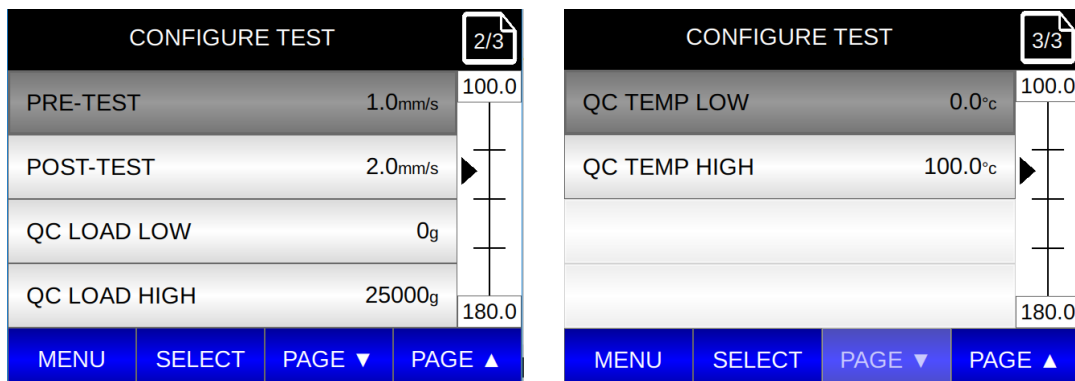 CONFIGURE TEST 2/3
100.0
PRE-TEST 1.0mm/s
POST-TEST 2.0mm/s
QC LOAD LOW 0g
QC LOAD HIGH 25000g
180.0
MENU SELECT PAGE ▼ PAGE ▲
CONFIGURE TEST 3/3
100.0
QC TEMP LOW 0.0°c
QC TEMP HIGH 100.0°c
180.0
MENU SELECT PAGE ▼ PAGE ▲